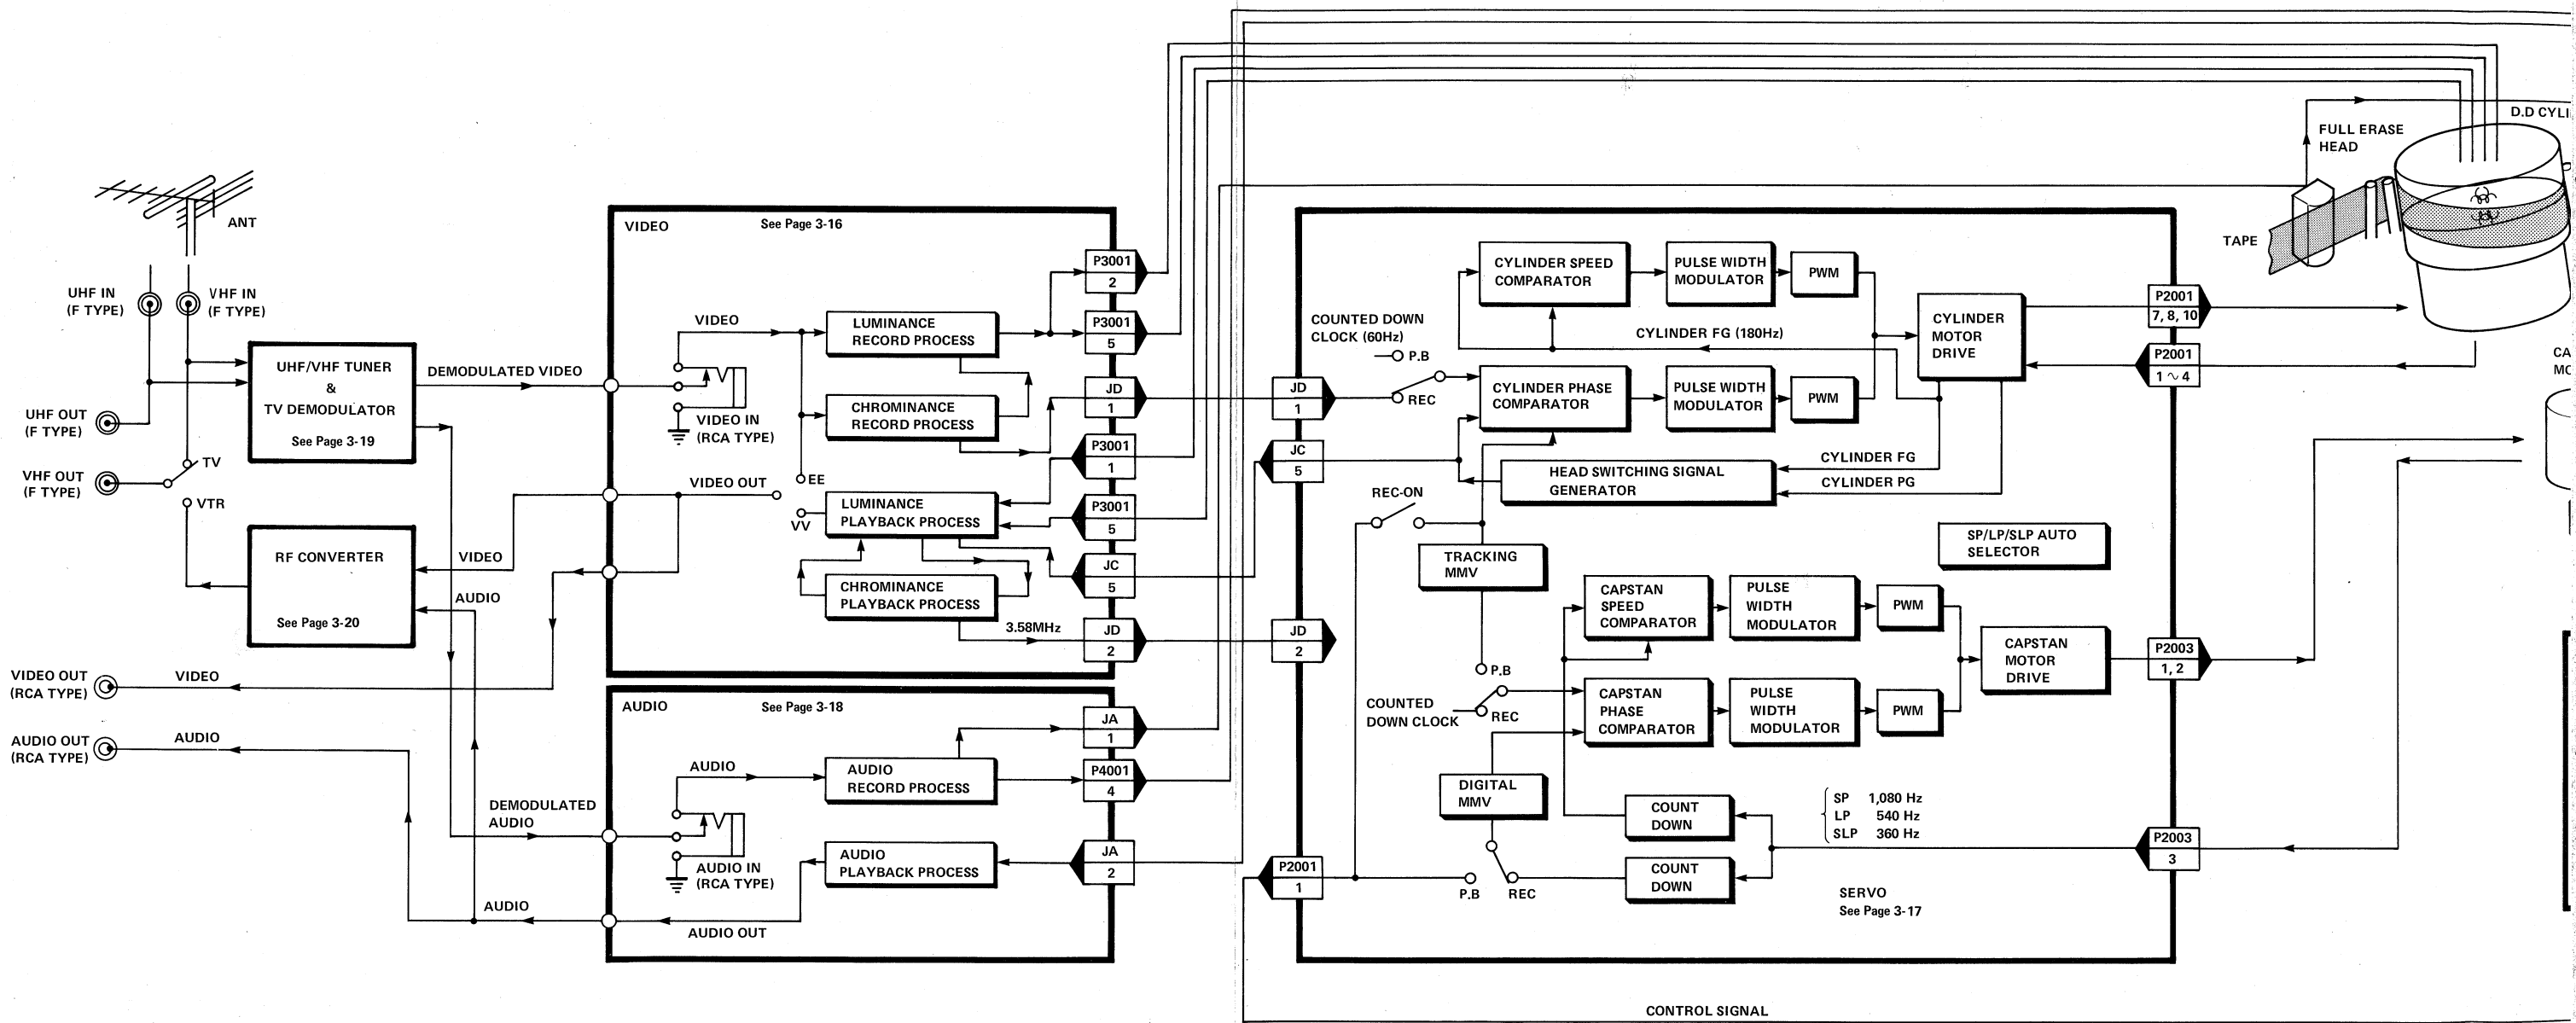 ANT
UHF IN
(F TYPE)
VHF IN
(F TYPE)
UHF OUT
(F TYPE)
VHF OUT
(F TYPE)
TV
VTR
UHF/VHF TUNER
&
TV DEMODULATOR
See Page 3-19
RF CONVERTER
See Page 3-20
DEMODULATED VIDEO
VIDEO
AUDIO
VIDEO OUT
(RCA TYPE)
VIDEO
AUDIO OUT
(RCA TYPE)
AUDIO
DEMODULATED
AUDIO
AUDIO
VIDEO
See Page 3-16
VIDEO
VIDEO IN
(RCA TYPE)
LUMINANCE
RECORD PROCESS
CHROMINANCE
RECORD PROCESS
EE
VIDEO OUT
VV
LUMINANCE
PLAYBACK PROCESS
CHROMINANCE
PLAYBACK PROCESS
3.58MHz
P3001
2
P3001
5
JD
1
P3001
1
P3001
5
JC
5
JD
2
AUDIO
See Page 3-18
AUDIO
AUDIO IN
(RCA TYPE)
AUDIO
RECORD PROCESS
AUDIO
PLAYBACK PROCESS
AUDIO OUT
JA
1
P4001
4
JA
2
JD
1
JC
5
JD
2
P2001
1
COUNTED DOWN
CLOCK (60Hz)
P.B
REC
CYLINDER SPEED
COMPARATOR
PULSE WIDTH
MODULATOR
PWM
CYLINDER FG (180Hz)
CYLINDER PHASE
COMPARATOR
PULSE WIDTH
MODULATOR
PWM
CYLINDER
MOTOR
DRIVE
HEAD SWITCHING SIGNAL
GENERATOR
CYLINDER FG
CYLINDER PG
REC-ON
TRACKING
MMV
SP/LP/SLP AUTO
SELECTOR
CAPSTAN
SPEED
COMPARATOR
PULSE
WIDTH
MODULATOR
PWM
CAPSTAN
MOTOR
DRIVE
P.B
COUNTED
DOWN CLOCK
REC
CAPSTAN
PHASE
COMPARATOR
PULSE
WIDTH
MODULATOR
PWM
DIGITAL
MMV
COUNT
DOWN
SP 1,080 Hz
LP 540 Hz
SLP 360 Hz
P.B
REC
COUNT
DOWN
SERVO
See Page 3-17
P2001
7, 8, 10
P2001
1 ~ 4
P2003
1, 2
P2003
3
CONTROL SIGNAL
FULL ERASE
HEAD
D.D CYLI
TAPE
CA
MC